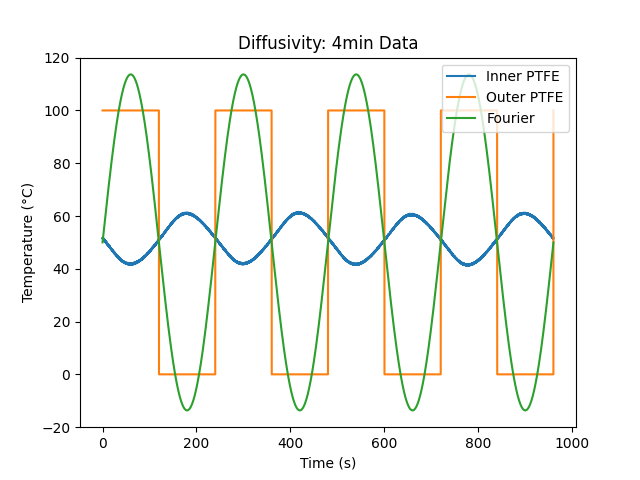 Diffusivity: 4min Data
120
100
80
60
40
20
0
−20
Temperature (°C)
Inner PTFE
Outer PTFE
Fourier
0 200 400 600 800 1000
Time (s)